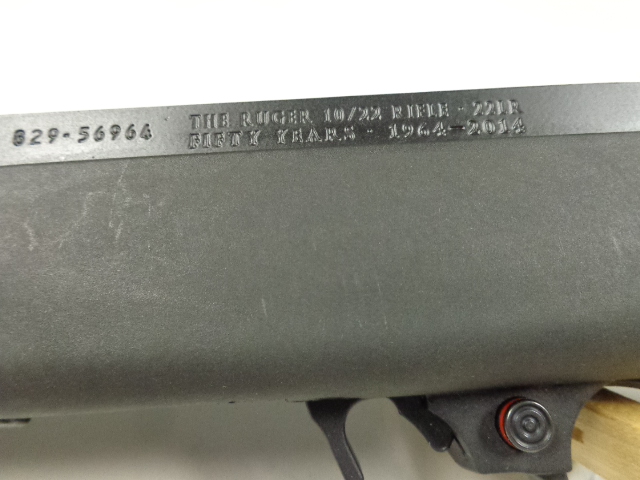 829-56964
THE RUGER 10/22 RIFLE - .22LR
FIFTY YEARS - 1964-2014